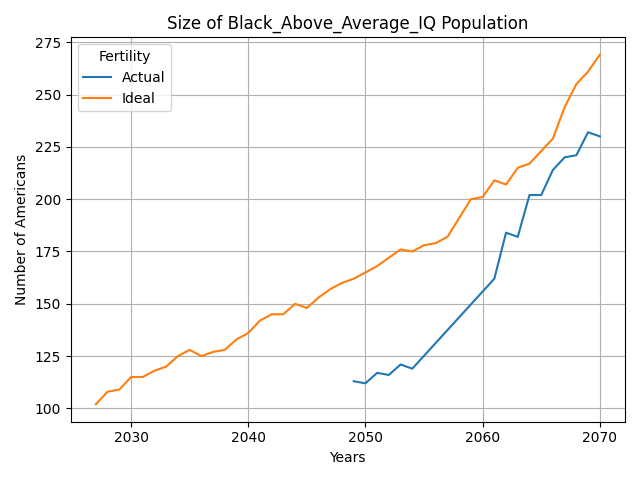 Size of Black_Above_Average_IQ Population
Fertility
Actual
Ideal
Number of Americans
275
250
225
200
175
150
125
100
2030 2040 2050 2060 2070
Years